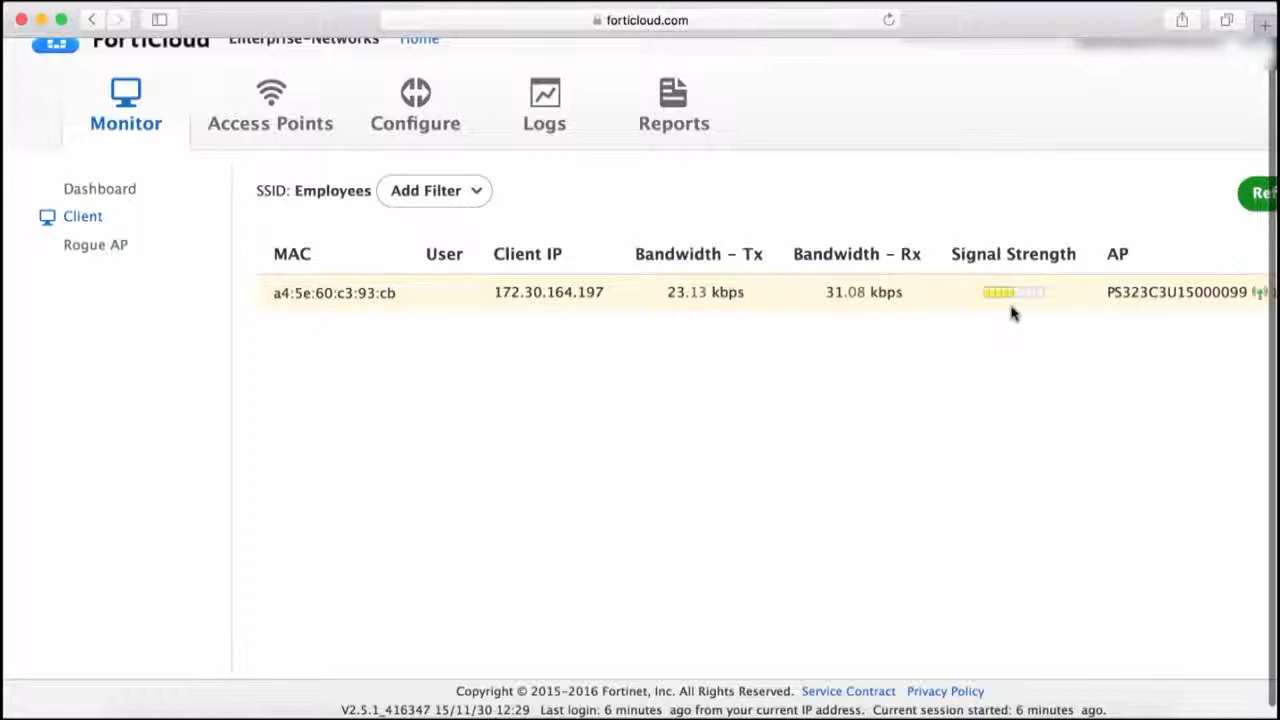 forticloud.com
FortiCloud Enterprise-Networks Home
Monitor Access Points Configure Logs Reports
Dashboard
Client
Rogue AP
SSID: Employees Add Filter
MAC User Client IP Bandwidth - Tx Bandwidth - Rx Signal Strength AP
a4:5e:60:c3:93:cb 172.30.164.197 23.13 kbps 31.08 kbps PS323C3U15000099
Copyright © 2015-2016 Fortinet, Inc. All Rights Reserved. Service Contract Privacy Policy
V2.5.1_416347 15/11/30 12:29 Last login: 6 minutes ago from your current IP address. Current session started: 6 minutes ago.